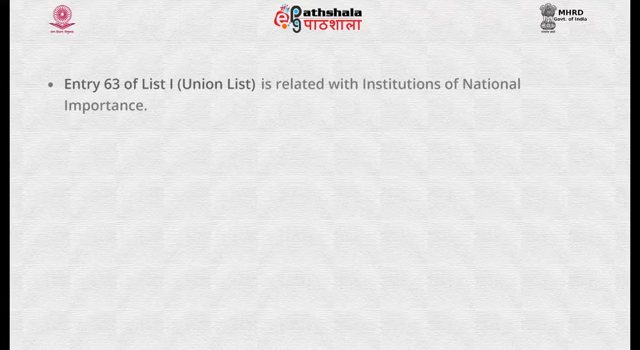 ePathshala
पाठशाला
MHRD
Govt. of India
• Entry 63 of List I (Union List) is related with Institutions of National
Importance.